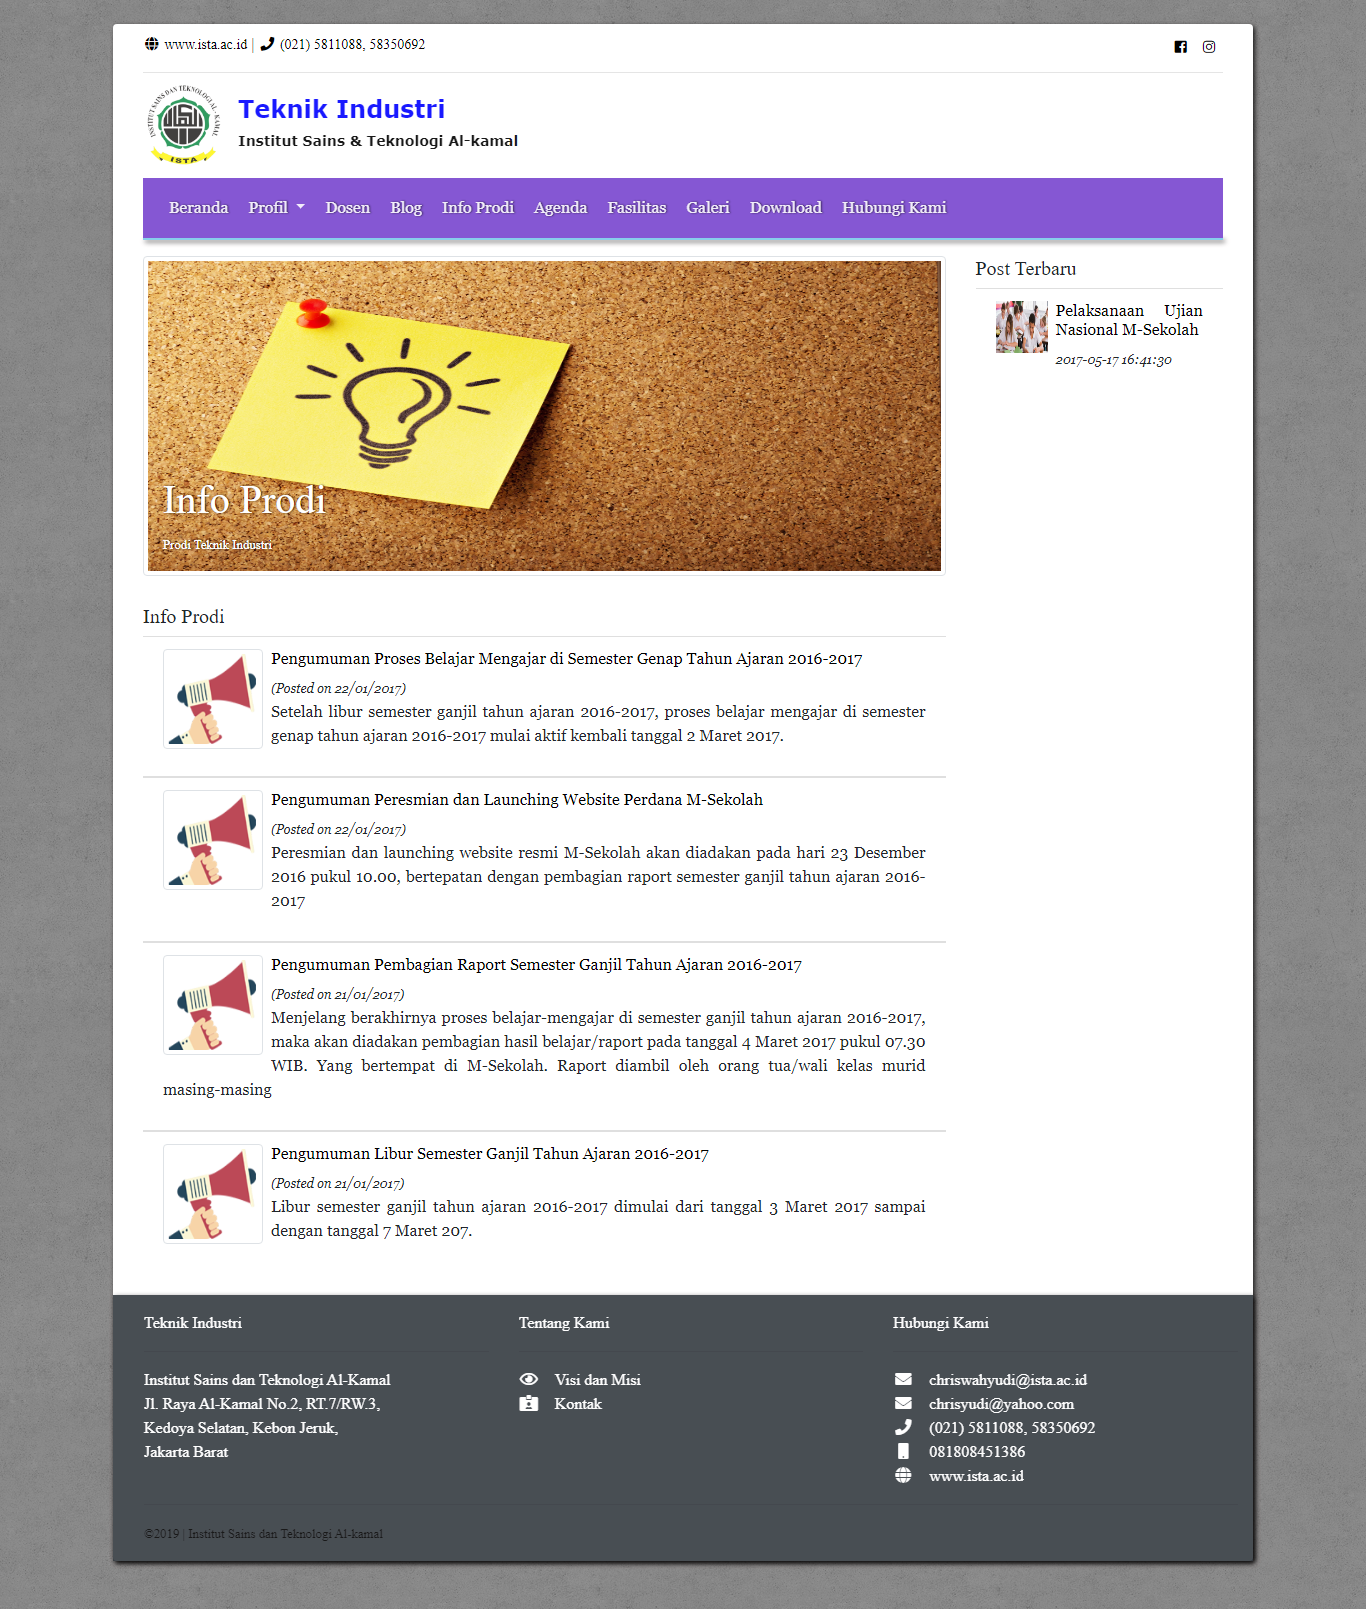 www.ista.ac.id | (021) 5811088, 58350692
INSTITUT SAINS DAN TEKNOLOGI AL-KAMAL
ISTA
Teknik Industri
Institut Sains & Teknologi Al-kamal
Beranda Profil Dosen Blog Info Prodi Agenda Fasilitas Galeri Download Hubungi Kami
Info Prodi
Prodi Teknik Industri
Post Terbaru
Pelaksanaan Ujian
Nasional M-Sekolah
2017-05-17 16:41:30
Info Prodi
Pengumuman Proses Belajar Mengajar di Semester Genap Tahun Ajaran 2016-2017
(Posted on 22/01/2017)
Setelah libur semester ganjil tahun ajaran 2016-2017, proses belajar mengajar di semester
genap tahun ajaran 2016-2017 mulai aktif kembali tanggal 2 Maret 2017.
Pengumuman Peresmian dan Launching Website Perdana M-Sekolah
(Posted on 22/01/2017)
Peresmian dan launching website resmi M-Sekolah akan diadakan pada hari 23 Desember
2016 pukul 10.00, bertepatan dengan pembagian raport semester ganjil tahun ajaran 2016-
2017
Pengumuman Pembagian Raport Semester Ganjil Tahun Ajaran 2016-2017
(Posted on 21/01/2017)
Menjelang berakhirnya proses belajar-mengajar di semester ganjil tahun ajaran 2016-2017,
maka akan diadakan pembagian hasil belajar/raport pada tanggal 4 Maret 2017 pukul 07.30
WIB. Yang bertempat di M-Sekolah. Raport diambil oleh orang tua/wali kelas murid
masing-masing
Pengumuman Libur Semester Ganjil Tahun Ajaran 2016-2017
(Posted on 21/01/2017)
Libur semester ganjil tahun ajaran 2016-2017 dimulai dari tanggal 3 Maret 2017 sampai
dengan tanggal 7 Maret 207.
Teknik Industri
Institut Sains dan Teknologi Al-Kamal
Jl. Raya Al-Kamal No.2, RT.7/RW.3,
Kedoya Selatan, Kebon Jeruk,
Jakarta Barat
Tentang Kami
Visi dan Misi
Kontak
Hubungi Kami
chriswahyudi@ista.ac.id
chrisyudi@yahoo.com
(021) 5811088, 58350692
081808451386
www.ista.ac.id
©2019 | Institut Sains dan Teknologi Al-kamal